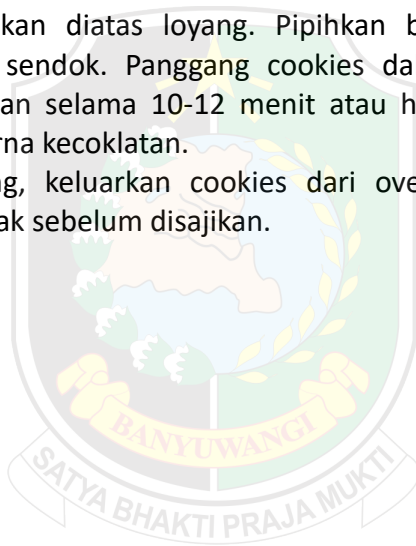 kan diatas loyang. Pipihkan b
sendok. Panggang cookies da
an selama 10-12 menit atau h
rna kecoklatan.
g, keluarkan cookies dari ove
ak sebelum disajikan.
BANYUWANGI
SATYA BHAKTI PRAJA MUKTI